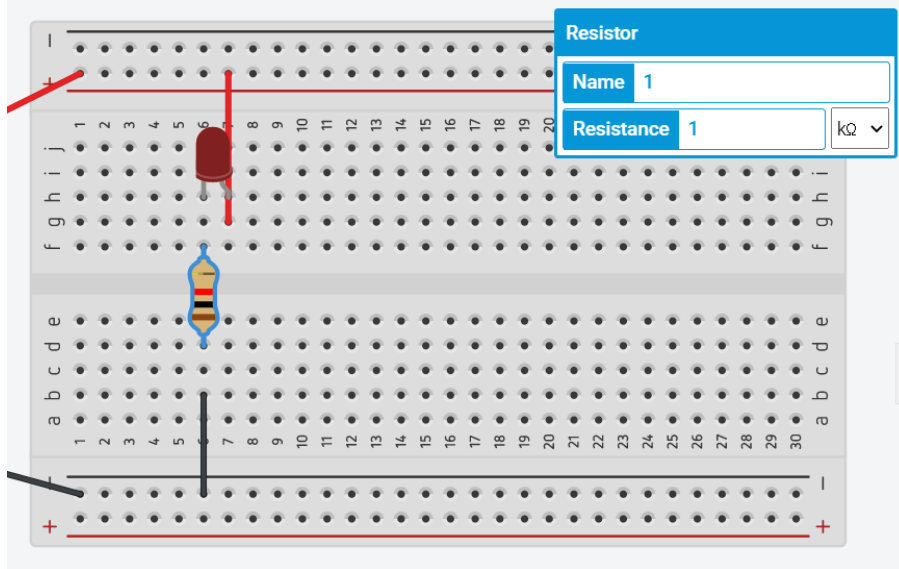 Resistor
Name 1
Resistance 1 kΩ
−
+
1 2 3 4 5 6 7 8 9 10 11 12 13 14 15 16 17 18 19 20
j
i i
h h
g g
f f
e e
d d
c c
b b
a a
1 2 3 4 5 6 7 8 9 10 11 12 13 14 15 16 17 18 19 20 21 22 23 24 25 26 27 28 29 30
− −
+ +